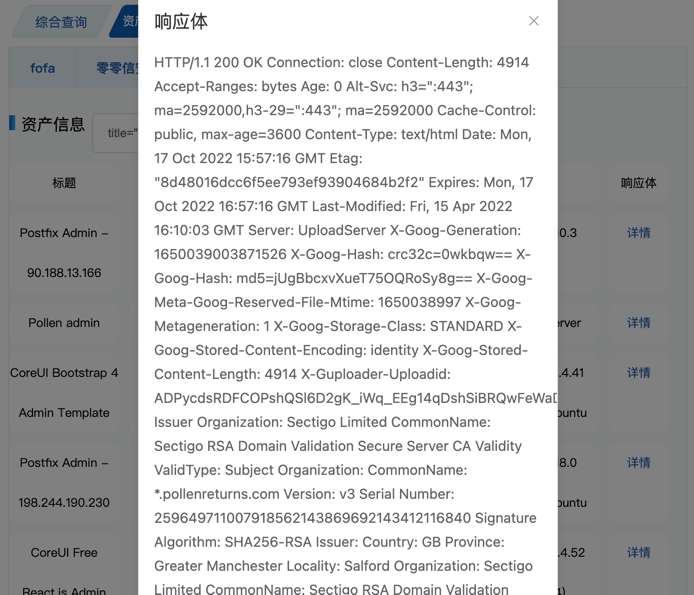 综合查询
资产
响应体
fofa
零零信安
HTTP/1.1 200 OK Connection: close Content-Length: 4914
Accept-Ranges: bytes Age: 0 Alt-Svc: h3=":443";
ma=2592000,h3-29=":443"; ma=2592000 Cache-Control:
public, max-age=3600 Content-Type: text/html Date: Mon,
17 Oct 2022 15:57:16 GMT Etag:
"8d48016dcc6f5ee793ef93904684b2f2" Expires: Mon, 17
Oct 2022 16:57:16 GMT Last-Modified: Fri, 15 Apr 2022
16:10:03 GMT Server: UploadServer X-Goog-Generation:
1650039003871526 X-Goog-Hash: crc32c=0wkbqw== X-
Goog-Hash: md5=jUgBbcxvXueT75OQRoSy8g== X-Goog-
Meta-Goog-Reserved-File-Mtime: 1650038997 X-Goog-
Metageneration: 1 X-Goog-Storage-Class: STANDARD X-
Goog-Stored-Content-Encoding: identity X-Goog-Stored-
Content-Length: 4914 X-Guploader-Uploadid:
ADPycdsRDFCOPshQSl6D2gK_iWq_EEg14qDshSiBRQwFeWaD
Issuer Organization: Sectigo Limited CommonName:
Sectigo RSA Domain Validation Secure Server CA Validity
ValidType: Subject Organization: CommonName:
*.pollenreturns.com Version: v3 Serial Number:
259649711007918562143869692143412116840 Signature
Algorithm: SHA256-RSA Issuer: Country: GB Province:
Greater Manchester Locality: Salford Organization: Sectigo
Limited CommonName: Sectigo RSA Domain Validation
资产信息
title="
标题
响应体
Postfix Admin –
90.188.13.166
0.3
详情
Pollen admin
erver
详情
CoreUI Bootstrap 4
Admin Template
.4.41
buntu
详情
Postfix Admin –
198.244.190.230
8.0
buntu
详情
CoreUI Free
React.js Admin
.4.52
详情